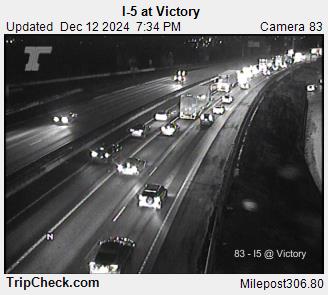 I-5 at Victory
Updated Dec 12 2024 7:34 PM
Camera 83
T
N
83 - I5 @ Victory
TripCheck.com
Milepost306.80